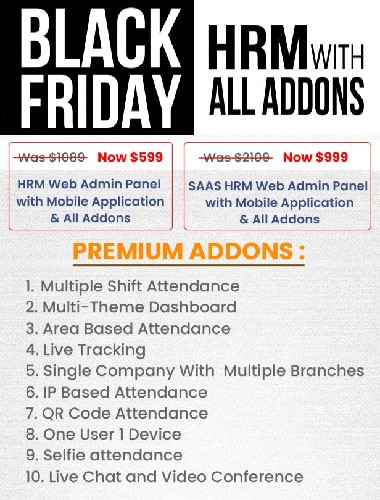 BLACK
FRIDAY
HRM WITH
ALL ADDONS
Was $1089 Now $599
HRM Web Admin Panel
with Mobile Application
& All Addons
Was $2199 Now $999
SAAS HRM Web Admin Panel
with Mobile Application
& All Addons
PREMIUM ADDONS :
1. Multiple Shift Attendance
2. Multi-Theme Dashboard
3. Area Based Attendance
4. Live Tracking
5. Single Company With Multiple Branches
6. IP Based Attendance
7. QR Code Attendance
8. One User 1 Device
9. Selfie attendance
10. Live Chat and Video Conference